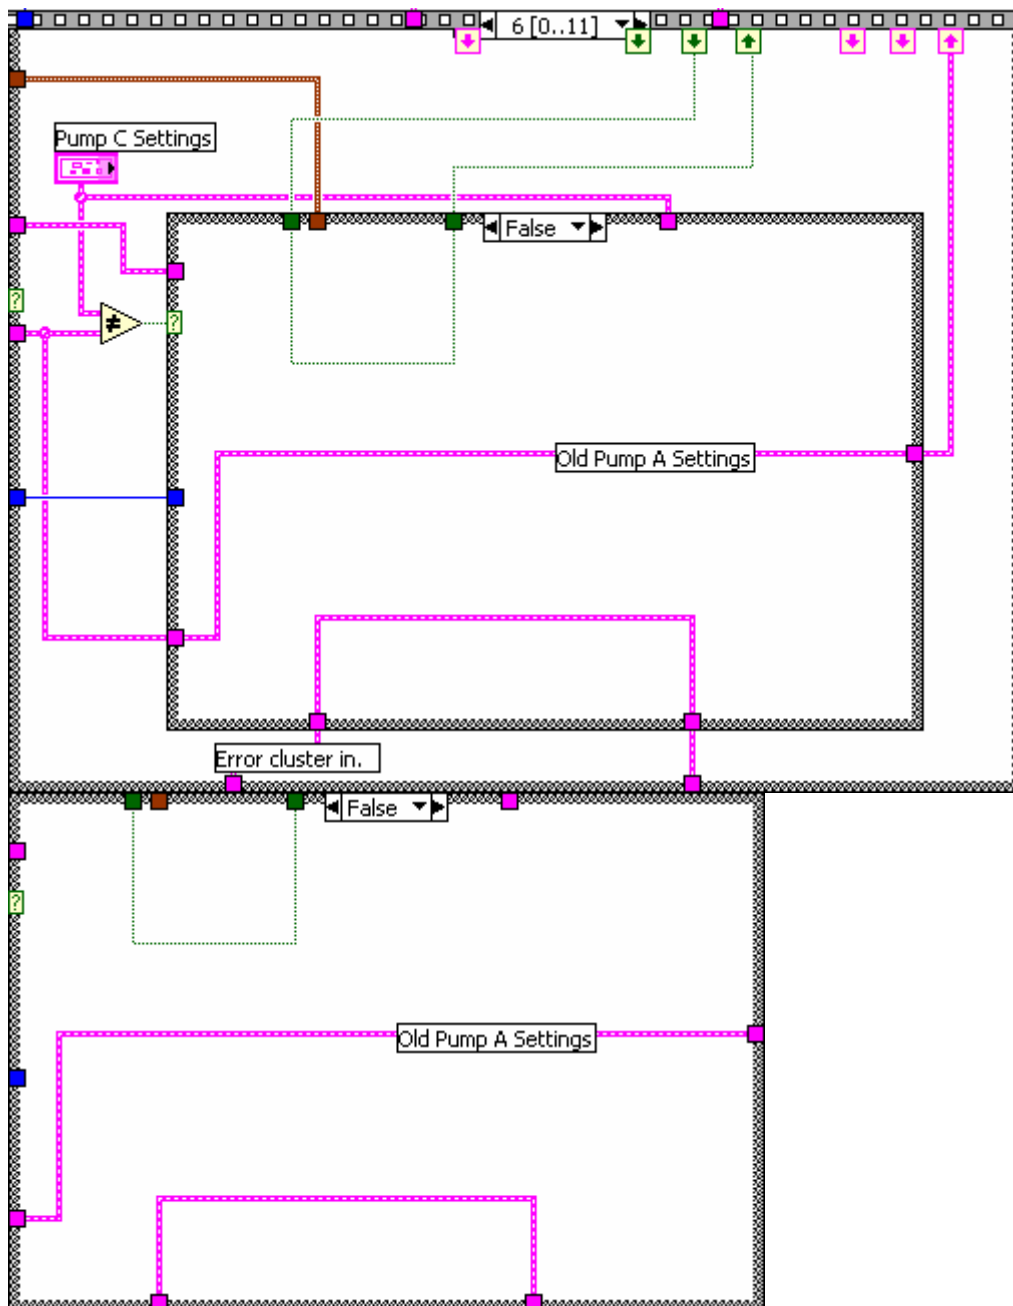 6 [0..11]
Pump C Settings
False
?
≠
?
Old Pump A Settings
Error cluster in.
False
?
Old Pump A Settings